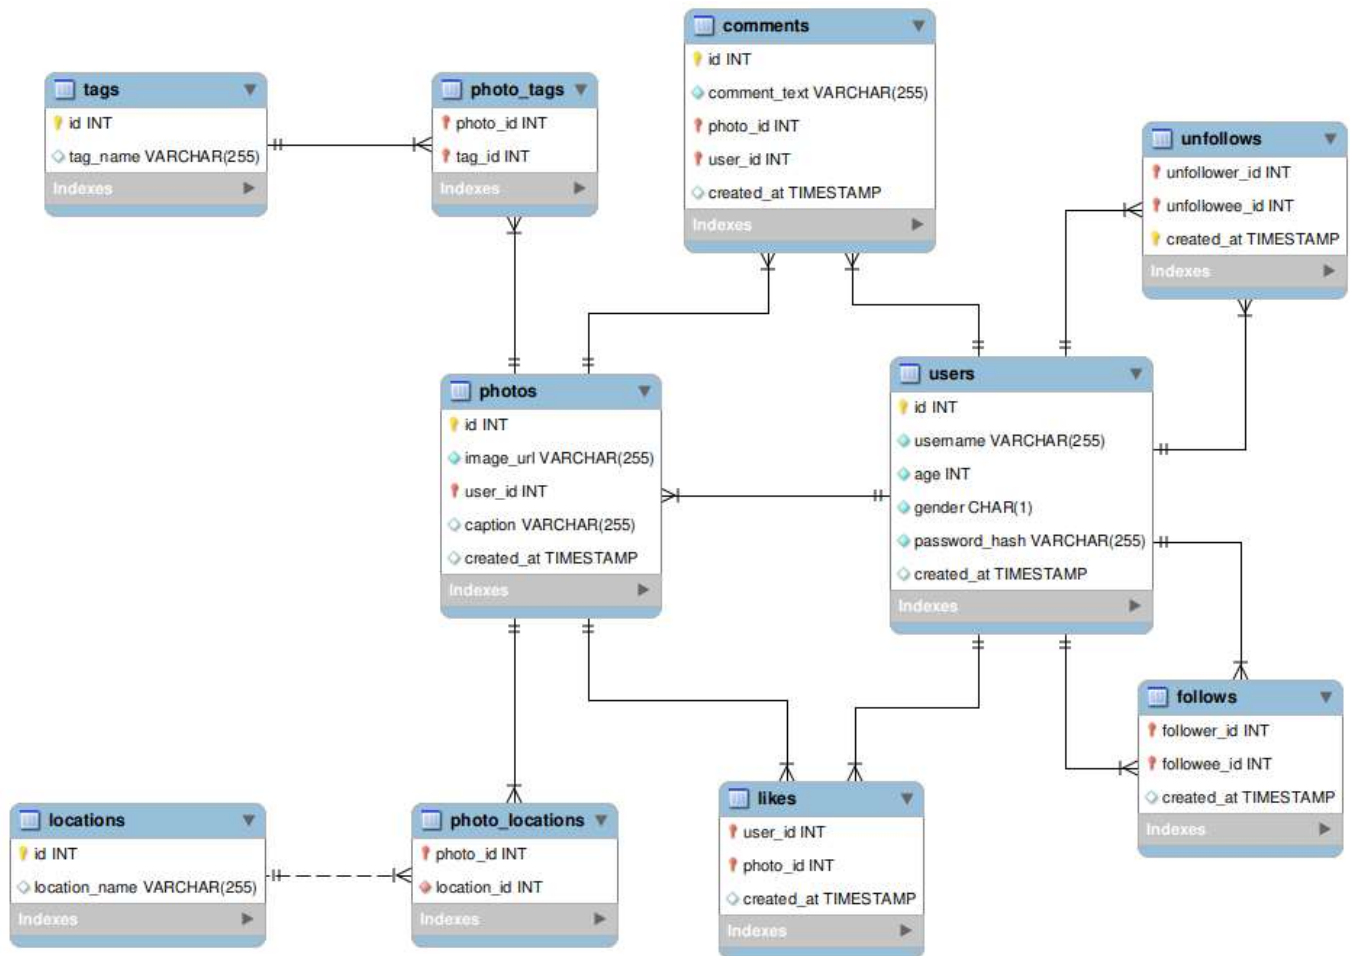 comments
id INT
comment_text VARCHAR(255)
photo_id INT
user_id INT
created_at TIMESTAMP
Indexes
tags
id INT
tag_name VARCHAR(255)
Indexes
photo_tags
photo_id INT
tag_id INT
Indexes
unfollows
unfollower_id INT
unfollowee_id INT
created_at TIMESTAMP
Indexes
photos
id INT
image_url VARCHAR(255)
user_id INT
caption VARCHAR(255)
created_at TIMESTAMP
Indexes
users
id INT
username VARCHAR(255)
age INT
gender CHAR(1)
password_hash VARCHAR(255)
created_at TIMESTAMP
Indexes
follows
follower_id INT
followee_id INT
created_at TIMESTAMP
Indexes
locations
id INT
location_name VARCHAR(255)
Indexes
photo_locations
photo_id INT
location_id INT
Indexes
likes
user_id INT
photo_id INT
created_at TIMESTAMP
Indexes